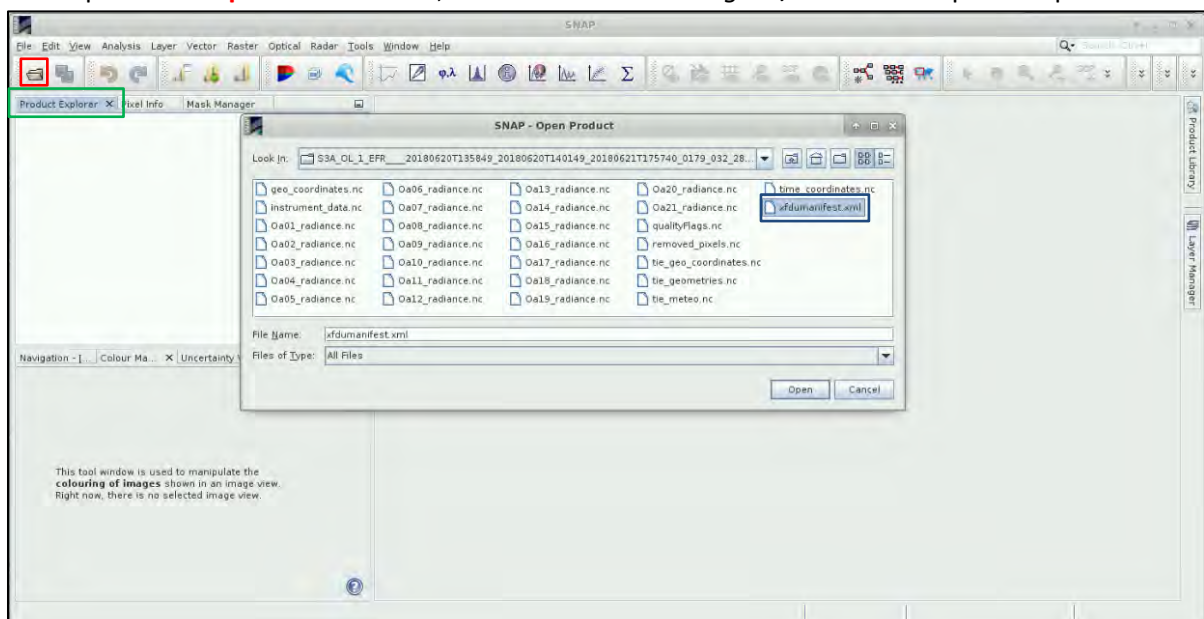 SNAP
File Edit View Analysis Layer Vector Raster Optical Radar Tools Window Help
Product Explorer Pixel Info Mask Manager
SNAP - Open Product
Look In: S3A_OL_1_EFR____20180620T135849_20180620T140149_20180621T175740_0179_032_28...
geo_coordinates.nc Oa06_radiance.nc Oa13_radiance.nc Oa20_radiance.nc time_coordinates.nc
instrument_data.nc Oa07_radiance.nc Oa14_radiance.nc Oa21_radiance.nc xfdumanifest.xml
Oa01_radiance.nc Oa08_radiance.nc Oa15_radiance.nc qualityFlags.nc
Oa02_radiance.nc Oa09_radiance.nc Oa16_radiance.nc removed_pixels.nc
Oa03_radiance.nc Oa10_radiance.nc Oa17_radiance.nc tie_geo_coordinates.nc
Oa04_radiance.nc Oa11_radiance.nc Oa18_radiance.nc tie_geometries.nc
Oa05_radiance.nc Oa12_radiance.nc Oa19_radiance.nc tie_meteo.nc
File Name: xfdumanifest.xml
Files of Type: All Files
Open Cancel
Navigation - [... Colour Ma... Uncertainty
This tool window is used to manipulate the
colouring of images shown in an image view.
Right now, there is no selected image view.
Product Library
Layer Manager